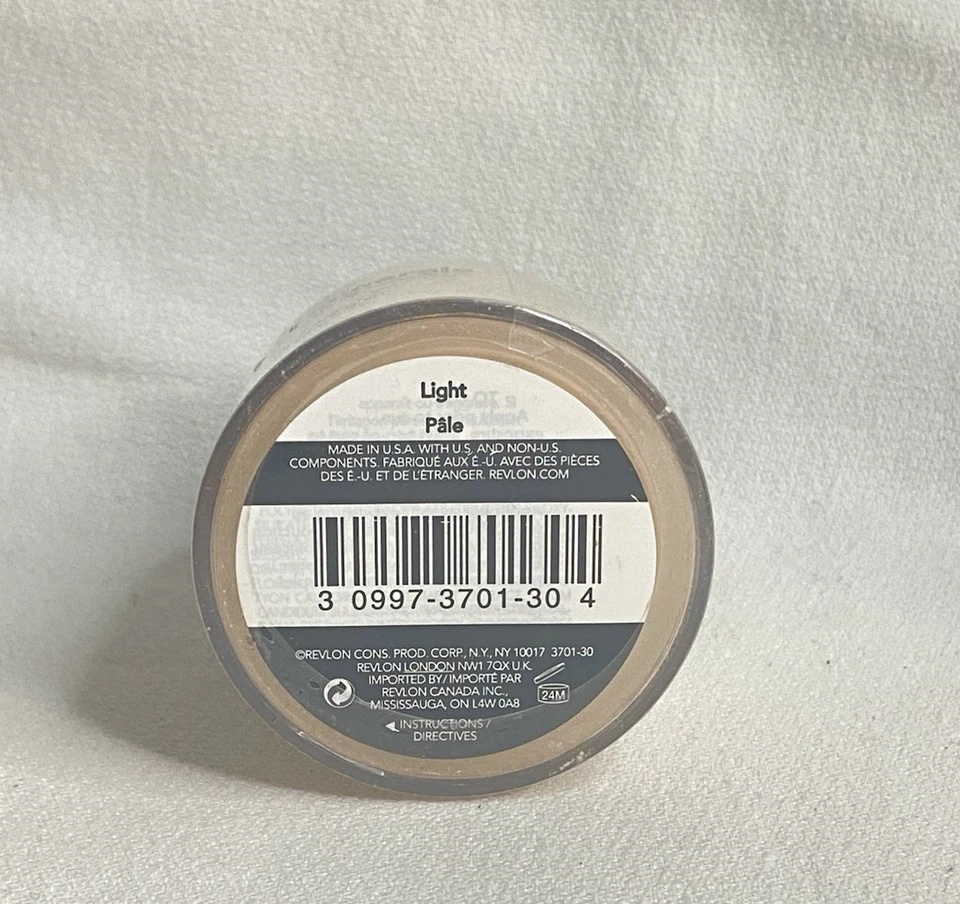 Light
Pâle
MADE IN U.S.A. WITH U.S. AND NON-U.S.
COMPONENTS. FABRIQUÉ AUX É.-U. AVEC DES PIÈCES
DES É.-U. ET DE L'ÉTRANGER. REVLON.COM
3 0997-3701-30 4
©REVLON CONS. PROD. CORP., N.Y., NY 10017 3701-30
REVLON LONDON NW1 7QX U.K.
IMPORTED BY/IMPORTÉ PAR
REVLON CANADA INC.,
MISSISSAUGA, ON L4W 0A8
24M
◀ INSTRUCTIONS /
DIRECTIVES